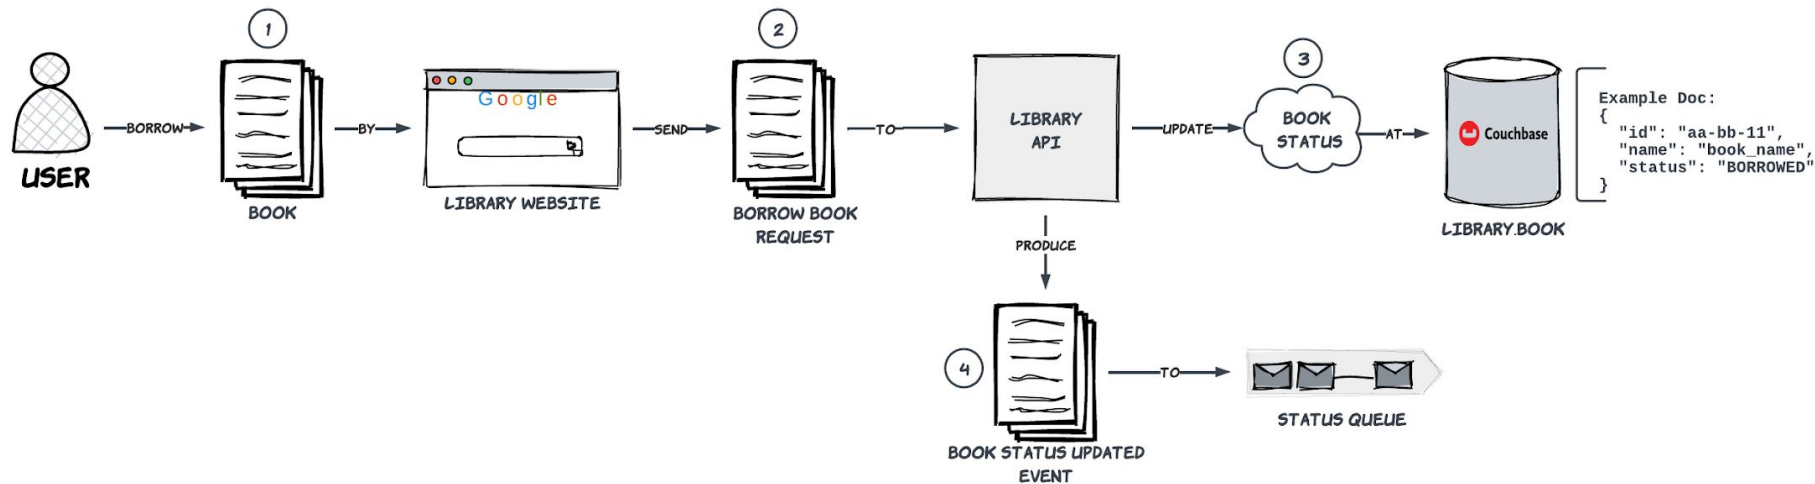 1
2
3
4
USER
BORROW
BOOK
BY
Google
LIBRARY WEBSITE
SEND
BORROW BOOK
REQUEST
TO
LIBRARY
API
UPDATE
BOOK
STATUS
AT
Couchbase
LIBRARY.BOOK
Example Doc:
{
"id": "aa-bb-11",
"name": "book_name",
"status": "BORROWED"
}
PRODUCE
BOOK STATUS UPDATED
EVENT
TO
STATUS QUEUE